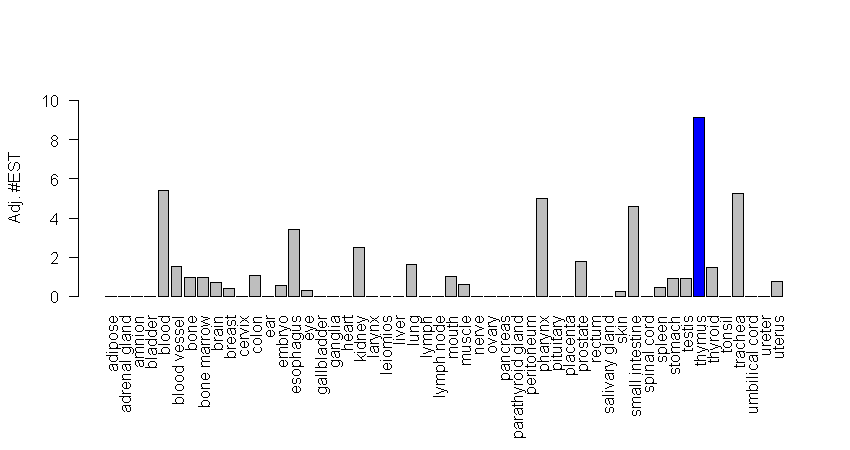 10
8
6
4
2
0
Adj. #EST
adipose
adrenal gland
amnion
bladder
blood
blood vessel
bone
bone marrow
brain
breast
cervix
colon
ear
embryo
esophagus
eye
gallbladder
ganglia
heart
kidney
larynx
leiomios
liver
lung
lymph
lymph node
mouth
muscle
nerve
ovary
pancreas
parathyroid gland
peritoneum
pharynx
pituitary
placenta
prostate
rectum
salivary gland
skin
small intestine
spinal cord
spleen
stomach
testis
thymus
thyroid
tonsil
trachea
umbilical cord
ureter
uterus